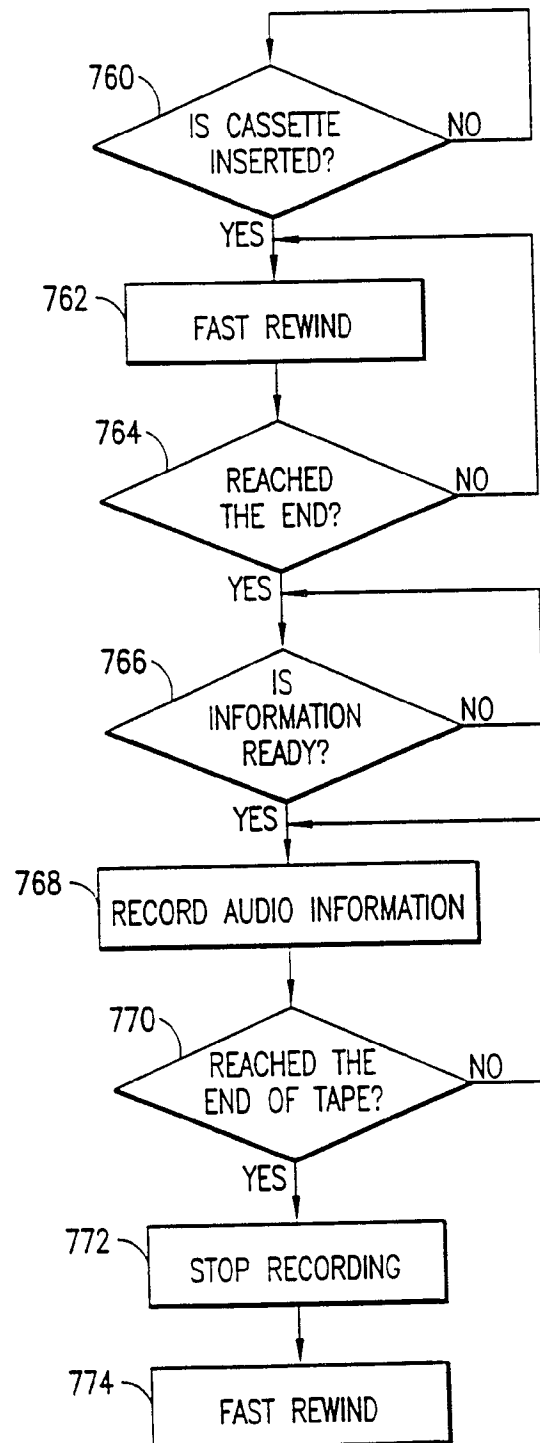 760
IS CASSETTE
INSERTED?
NO
YES
762
FAST REWIND
764
REACHED
THE END?
NO
YES
766
IS
INFORMATION
READY?
NO
YES
768
RECORD AUDIO INFORMATION
770
REACHED THE
END OF TAPE?
NO
YES
772
STOP RECORDING
774
FAST REWIND